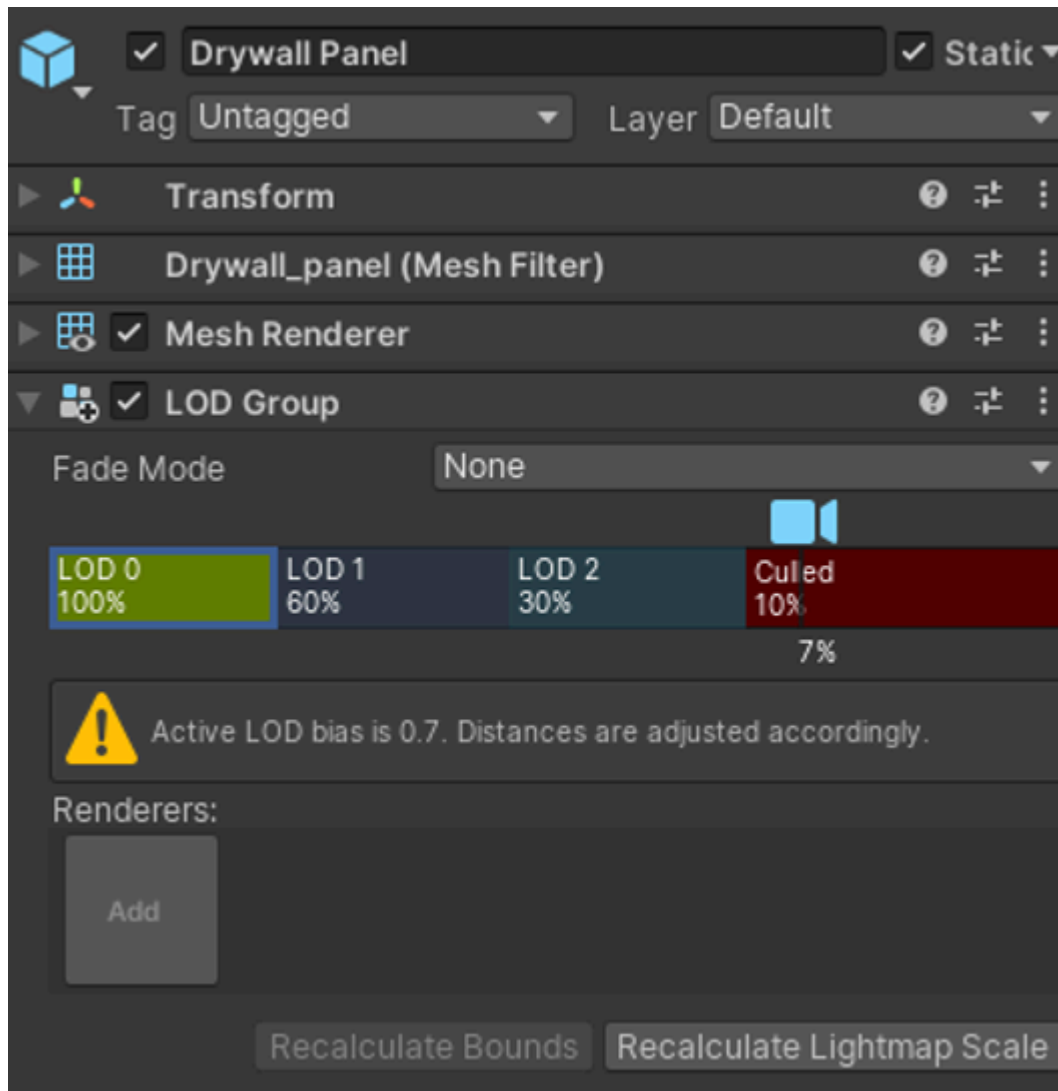 Drywall Panel Static
Tag Untagged Layer Default
Transform
Drywall_panel (Mesh Filter)
Mesh Renderer
LOD Group
Fade Mode None
LOD 0 LOD 1 LOD 2 Culled
100% 60% 30% 10%
7%
Active LOD bias is 0.7. Distances are adjusted accordingly.
Renderers:
Add
Recalculate Bounds Recalculate Lightmap Scale